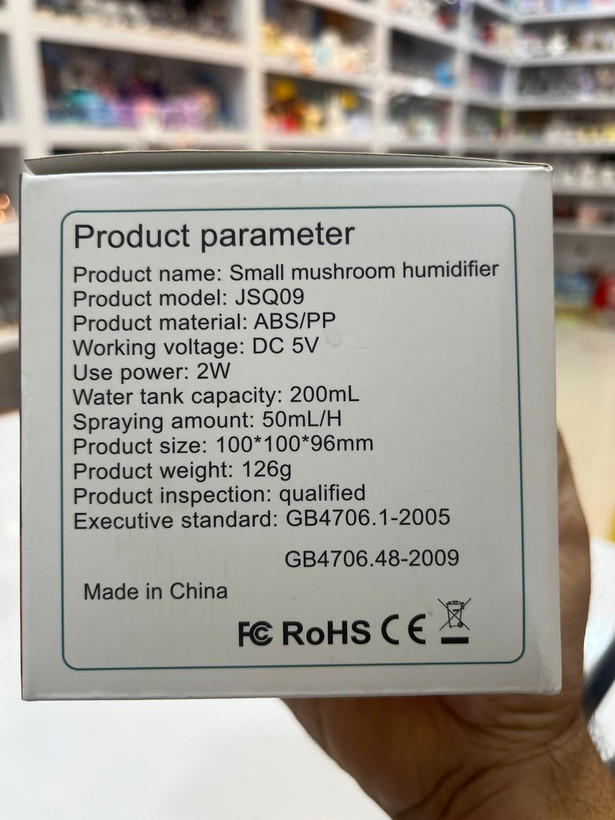 Product parameter
Product name: Small mushroom humidifier
Product model: JSQ09
Product material: ABS/PP
Working voltage: DC 5V
Use power: 2W
Water tank capacity: 200mL
Spraying amount: 50mL/H
Product size: 100*100*96mm
Product weight: 126g
Product inspection: qualified
Executive standard: GB4706.1-2005
GB4706.48-2009
Made in China
FC RoHS CE